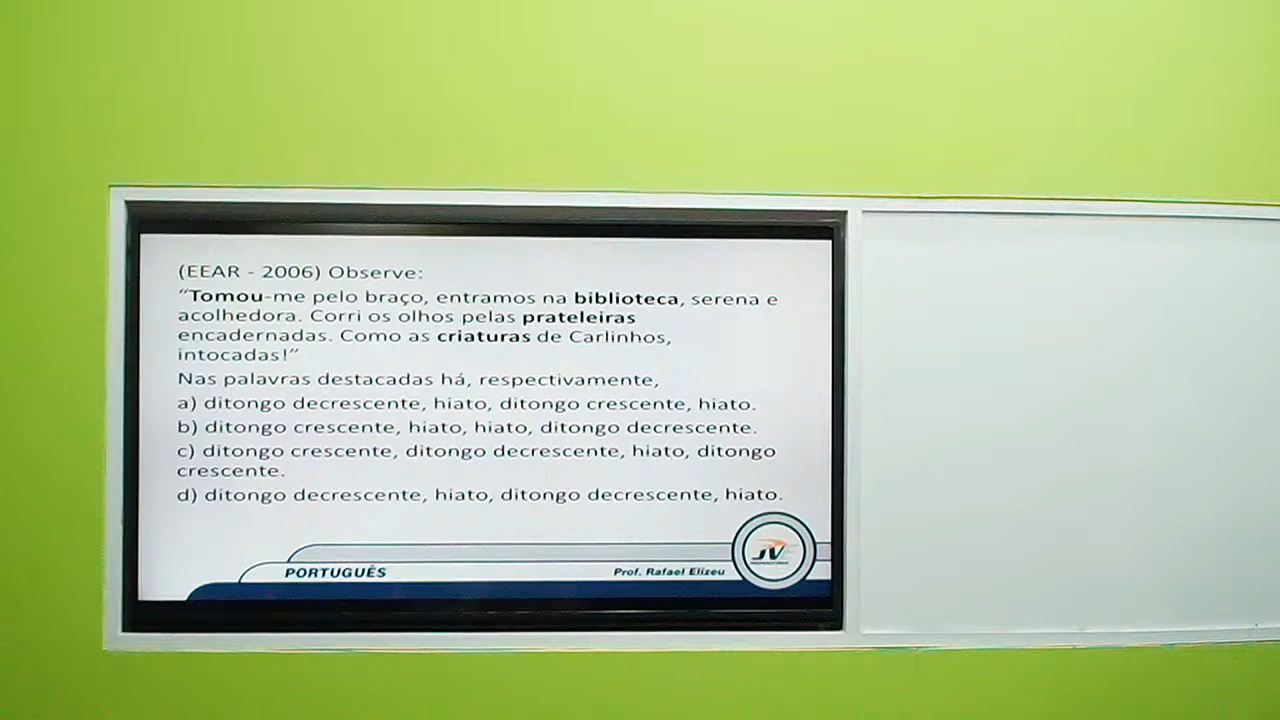 (EEAR - 2006) Observe:
“Tomou-me pelo braço, entramos na biblioteca, serena e
acolhedora. Corri os olhos pelas prateleiras
encadernadas. Como as criaturas de Carlinhos,
intocadas!”
Nas palavras destacadas há, respectivamente,
a) ditongo decrescente, hiato, ditongo crescente, hiato.
b) ditongo crescente, hiato, hiato, ditongo decrescente.
c) ditongo crescente, ditongo decrescente, hiato, ditongo
crescente.
d) ditongo decrescente, hiato, ditongo decrescente, hiato.
JV
PORTUGUÊS
Prof. Rafael Elizeu